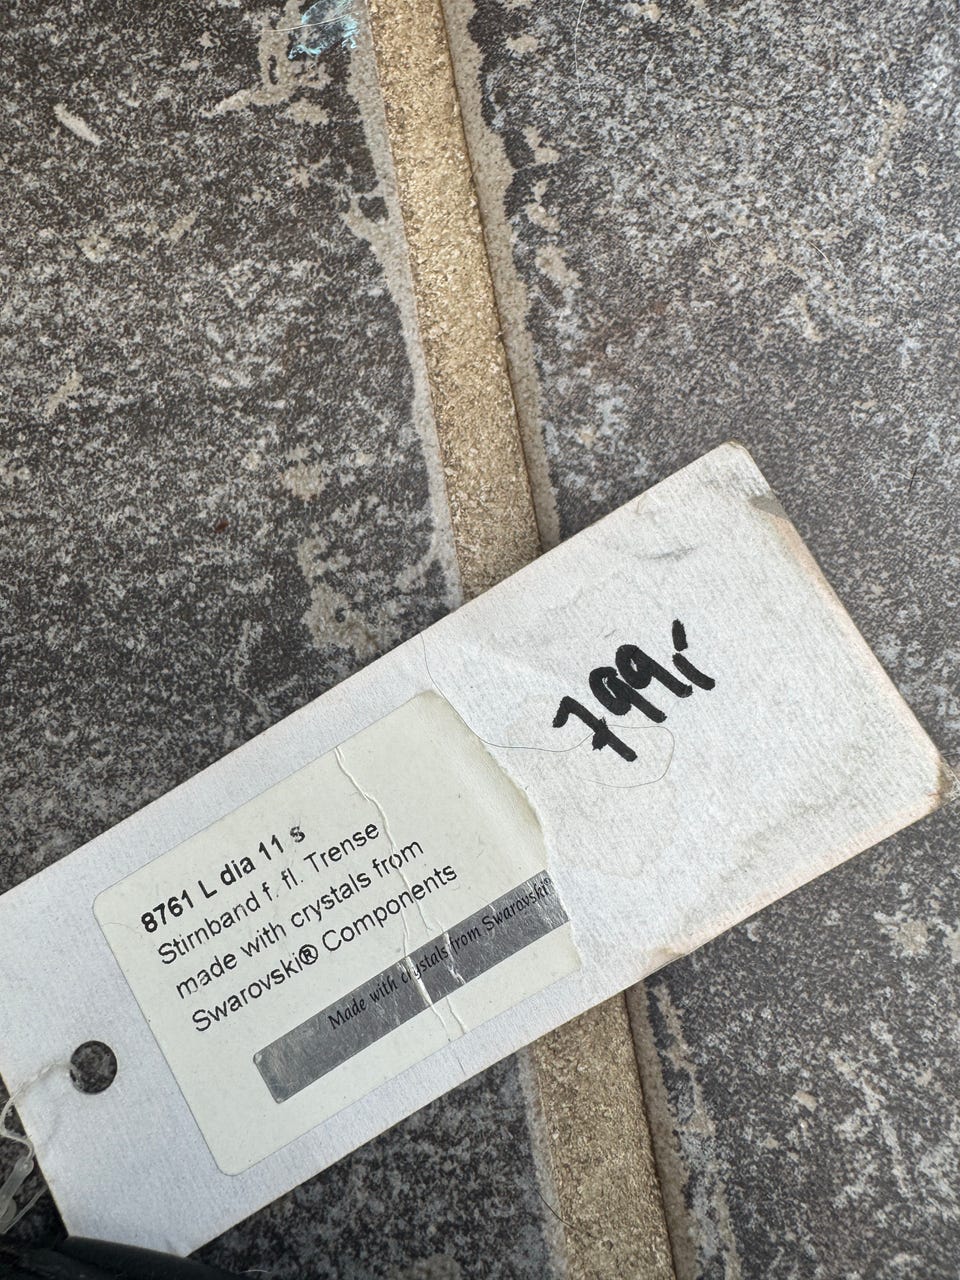 8761 L dia 11 s
Stirnband f. fl. Trense
made with crystals from
Swarovski® Components
Made with crystals from Swarovski®
799,-